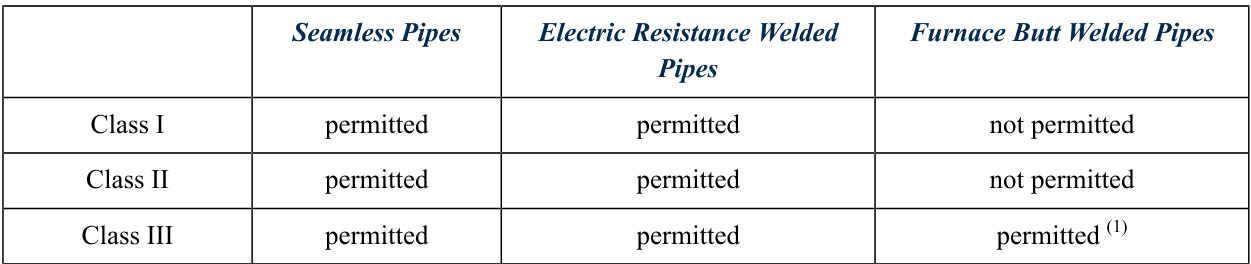 Seamless Pipes Electric Resistance Welded Furnace Butt Welded Pipes
Pipes
Class I permitted permitted not permitted
Class II permitted permitted not permitted
Class III permitted permitted permitted (1)